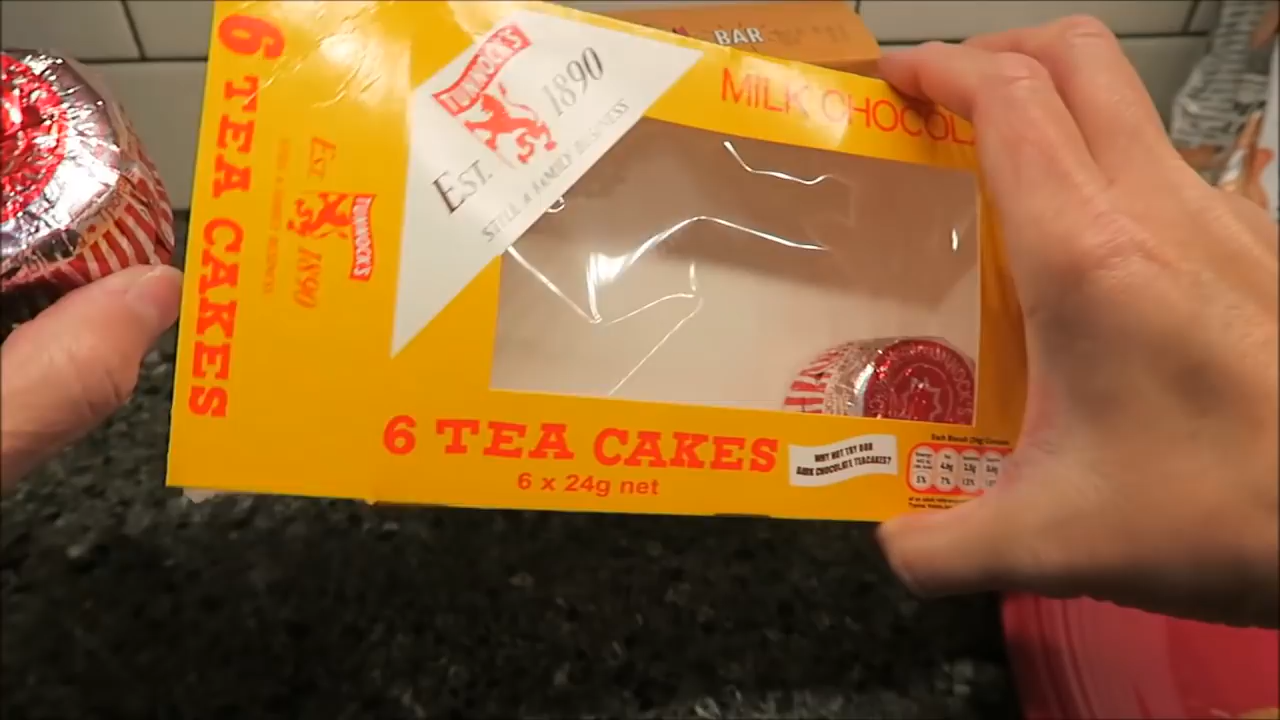 BAR
MILK CHOCOL
6 TEA CAKES
TUNNOCK'S
EST. 1890
STILL A FAMILY BUSINESS
EST
TUNNOCK'S
1890
6 TEA CAKES
6 x 24g net
WHY NOT TRY OUR
DARK CHOCOLATE TEACAKES?